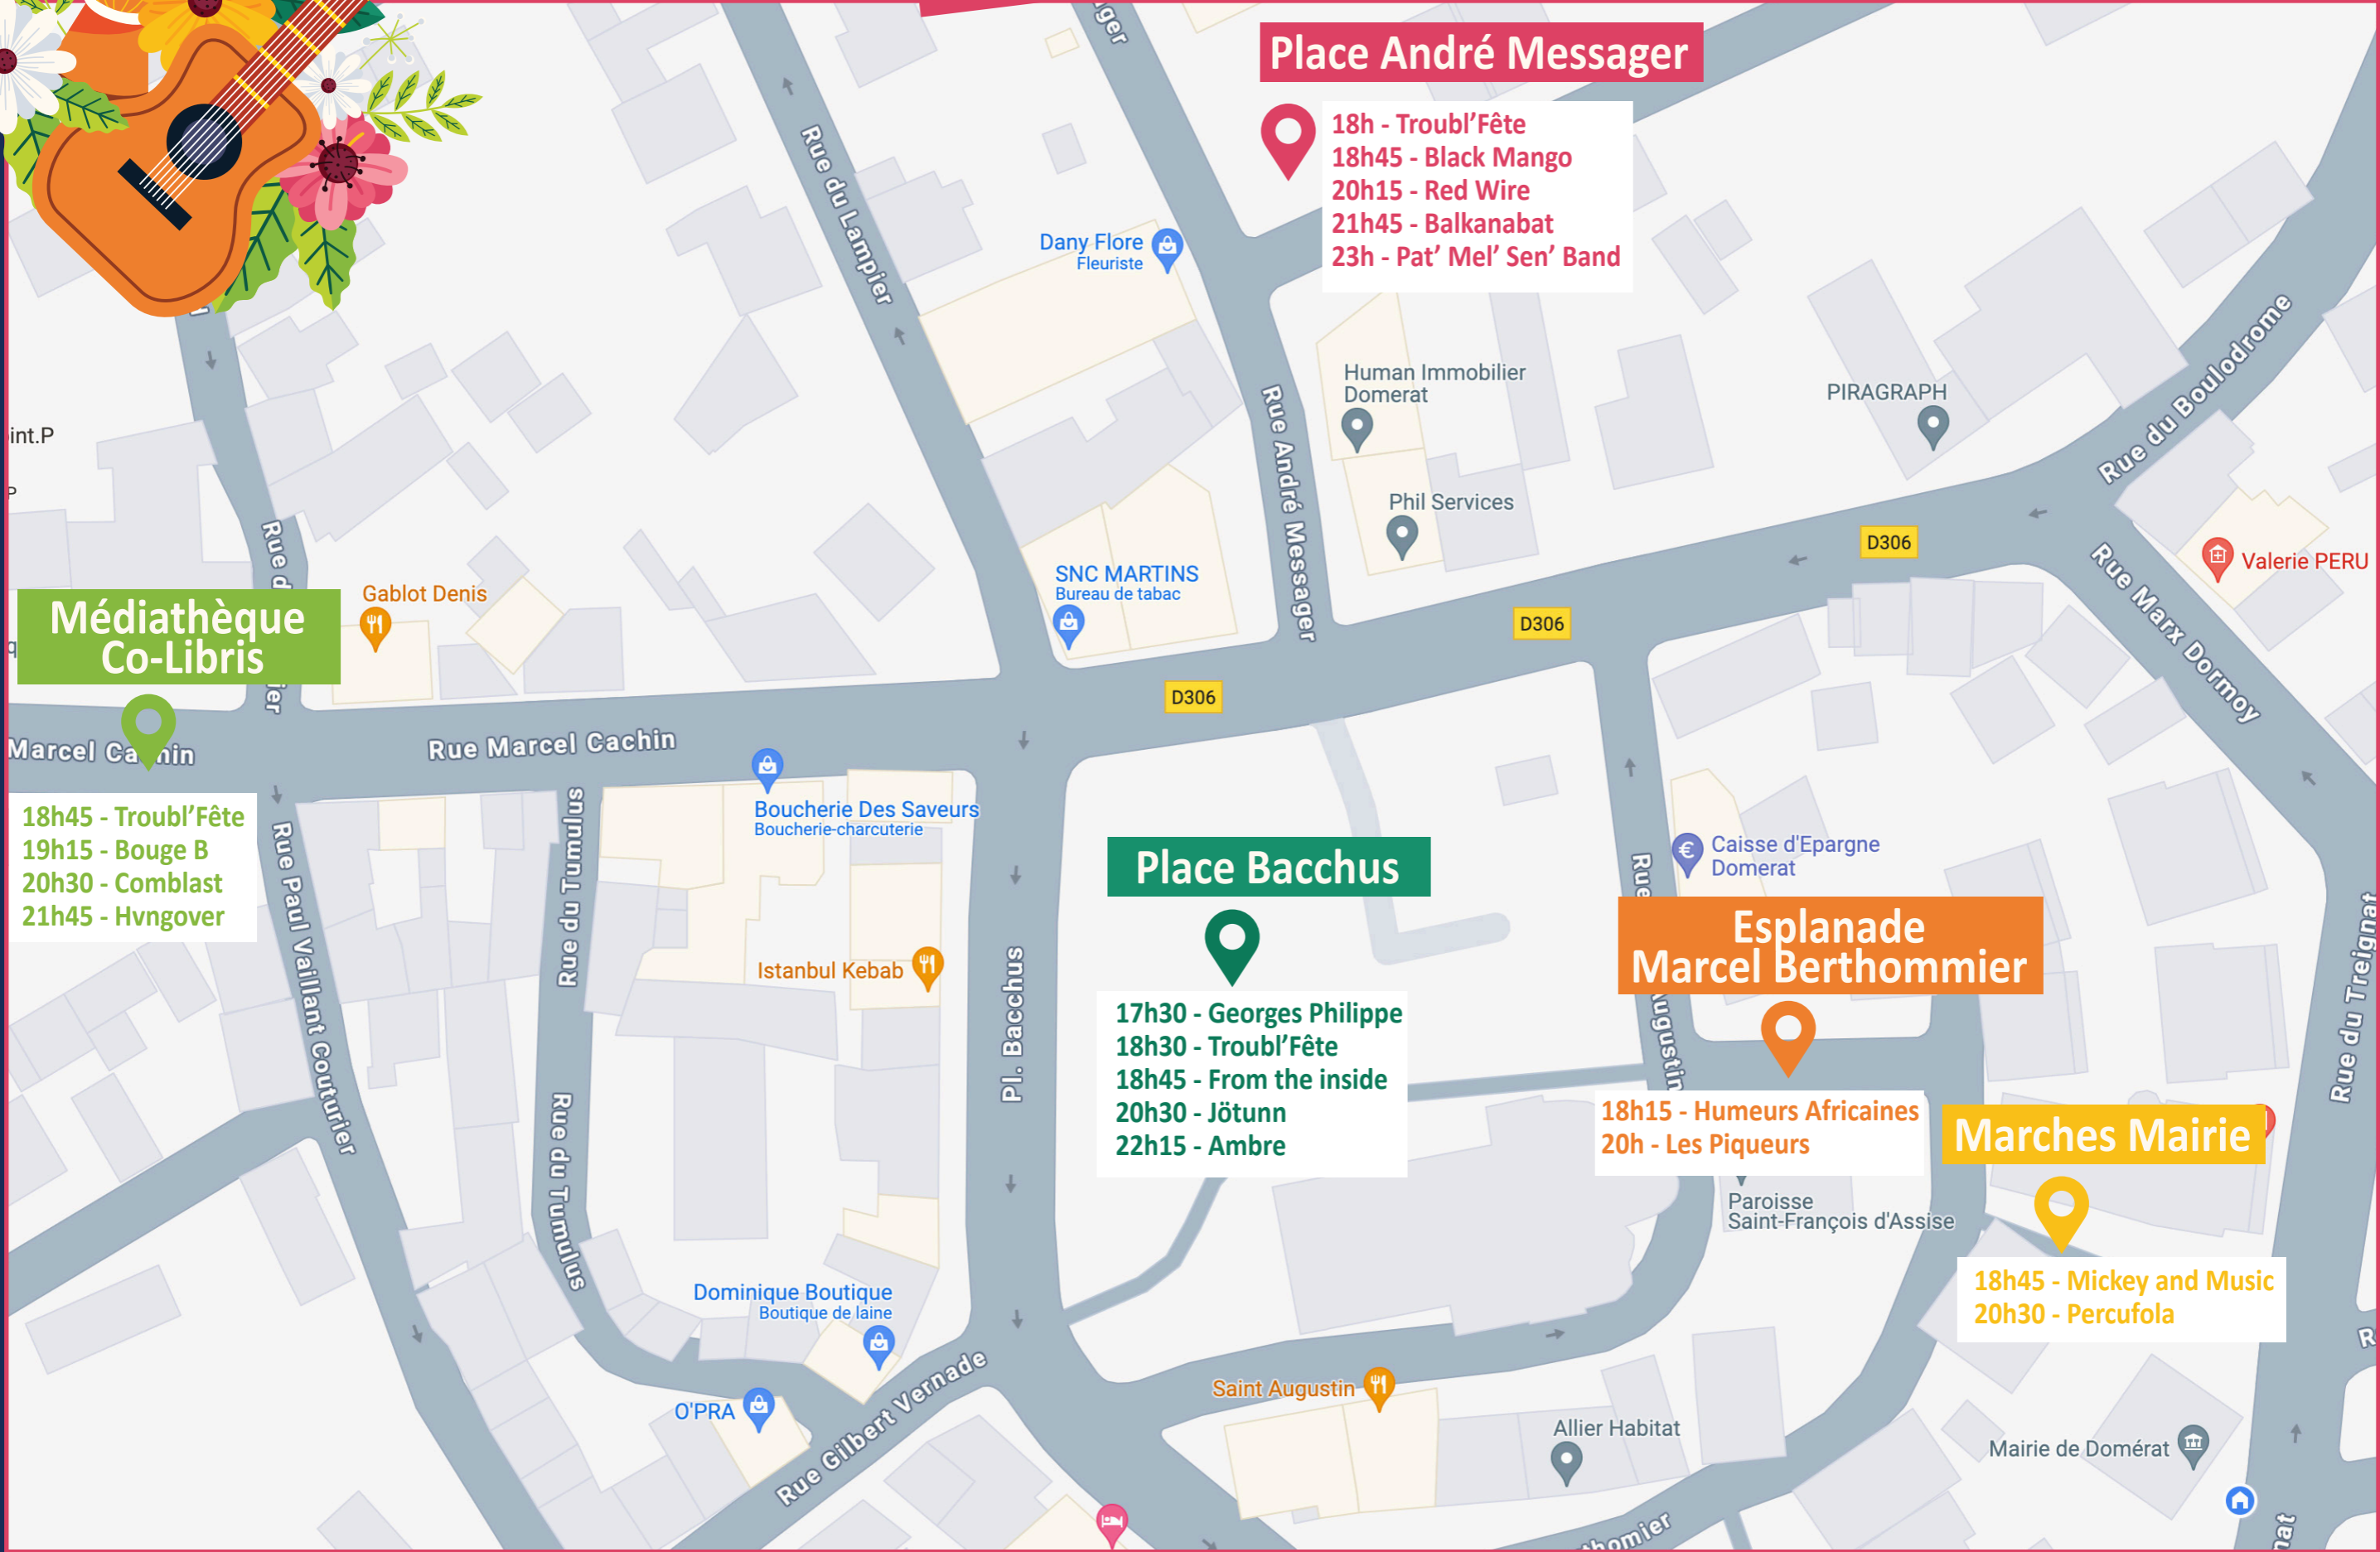 Place André Messager
18h - Troubl'Fête
18h45 - Black Mango
20h15 - Red Wire
21h45 - Balkanabat
23h - Pat' Mel' Sen' Band
Rue du Lampier
Dany Flore
Fleuriste
Human Immobilier
Domerat
PIRAGRAPH
Rue du Boulodrome
Rue André Messager
Phil Services
D306
Valerie PERU
Rue Marx Dormoy
SNC MARTINS
Bureau de tabac
D306
D306
Gablot Denis
Médiathèque
Co-Libris
Marcel Cachin
Rue Marcel Cachin
18h45 - Troubl'Fête
19h15 - Bouge B
20h30 - Comblast
21h45 - Hvngover
Rue Paul Vaillant Couturier
Rue du Tumulus
Rue du Tumulus
Boucherie Des Saveurs
Boucherie-charcuterie
Istanbul Kebab
Pl. Bacchus
Place Bacchus
17h30 - Georges Philippe
18h30 - Troubl'Fête
18h45 - From the inside
20h30 - Jötunn
22h15 - Ambre
Caisse d'Epargne
Domerat
Rue
Augustin
Esplanade
Marcel Berthommier
18h15 - Humeurs Africaines
20h - Les Piqueurs
Paroisse
Saint-François d'Assise
Marches Mairie
18h45 - Mickey and Music
20h30 - Percufola
Rue du Treignat
Dominique Boutique
Boutique de laine
O'PRA
Rue Gilbert Vernade
Saint Augustin
Allier Habitat
Mairie de Domérat